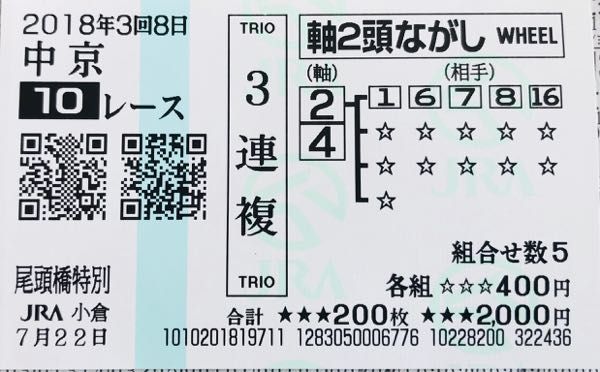 2018年3回8日
中京
10レース
尾頭橋特別
JRA 小倉
7月22日
TRIO
3連複
TRIO
軸2頭ながし WHEEL
(軸) (相手)
2 1 6 7 8 16
4 ☆ ☆ ☆ ☆ ☆
☆ ☆ ☆ ☆ ☆
☆
組合せ数5
各組 ☆☆☆400円
合計 ★★★200枚 ★★★2,000円
1010201819711 1283050006776 10228200 322436
JRA
JRA